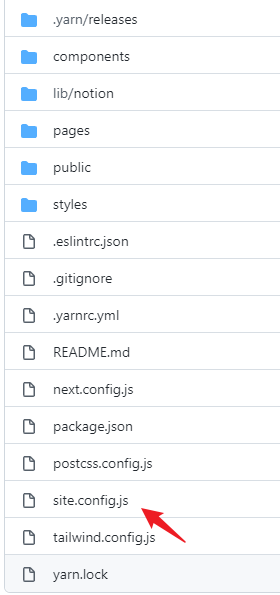 .yarn/releases
components
lib/notion
pages
public
styles
.eslintrc.json
.gitignore
.yarnrc.yml
README.md
next.config.js
package.json
postcss.config.js
site.config.js
tailwind.config.js
yarn.lock